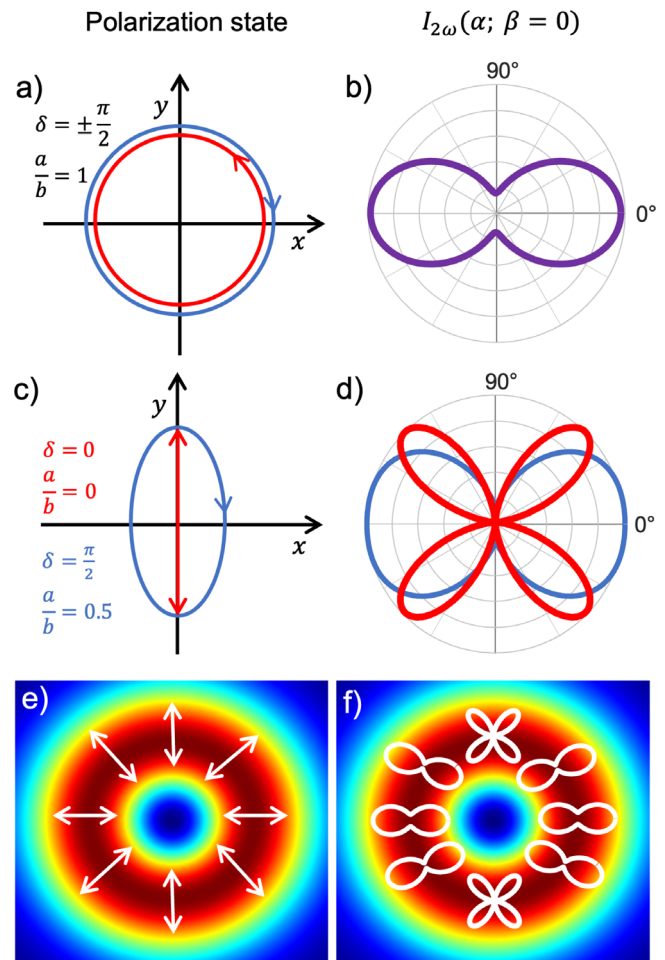 Polarization state
I₂ω(α; β = 0)
a)
y
δ = ± π/2
a/b = 1
x
b)
90°
0°
c)
y
δ = 0
a/b = 0
δ = π/2
a/b = 0.5
x
d)
90°
0°
e)
f)